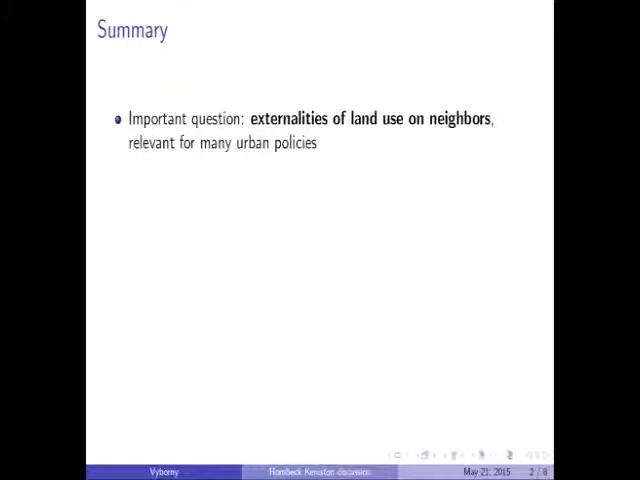 Summary
Important question: externalities of land use on neighbors,
relevant for many urban policies
Vyborny
Hornbeck Keniston discussion
May 21, 2015
2 / 8